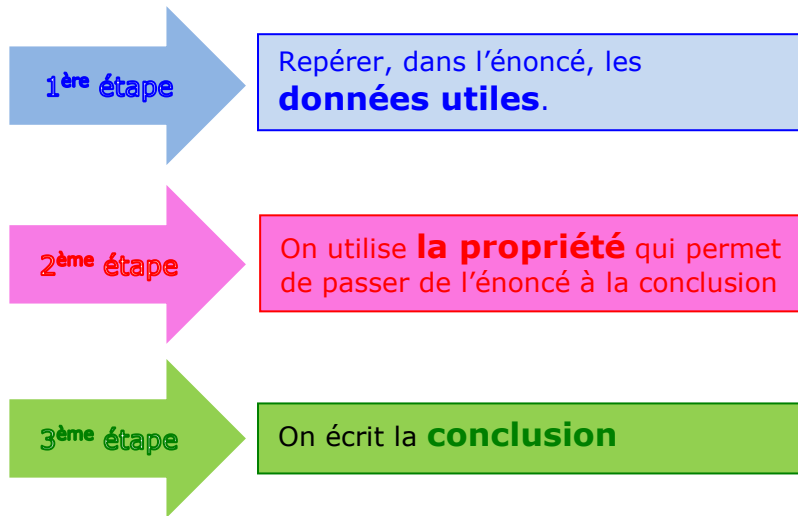 1ère étape
Repérer, dans l’énoncé, les
données utiles.
2ème étape
On utilise la propriété qui permet
de passer de l’énoncé à la conclusion
3ème étape
On écrit la conclusion